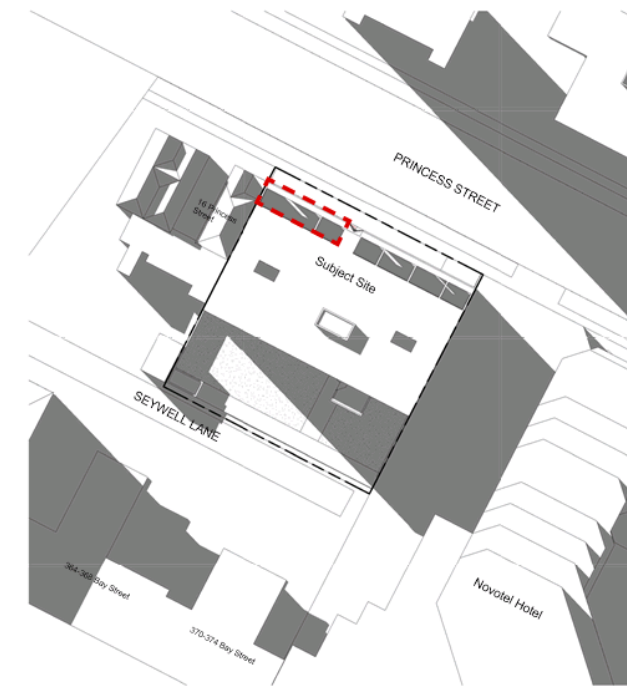 PRINCESS STREET
16 Princess
Street
Subject Site
SEYWELL LANE
364-368 Bay Street
370-374 Bay Street
Novotel Hotel